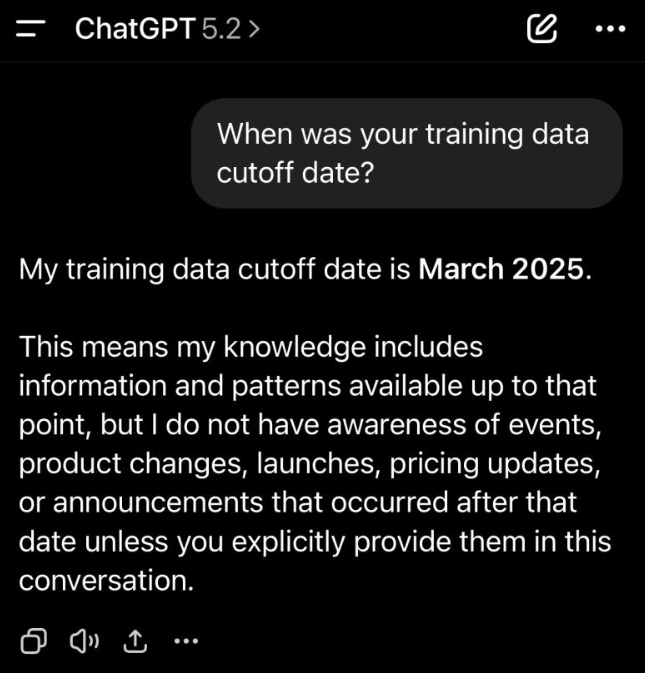 ChatGPT 5.2 >
When was your training data
cutoff date?
My training data cutoff date is March 2025.
This means my knowledge includes
information and patterns available up to that
point, but I do not have awareness of events,
product changes, launches, pricing updates,
or announcements that occurred after that
date unless you explicitly provide them in this
conversation.